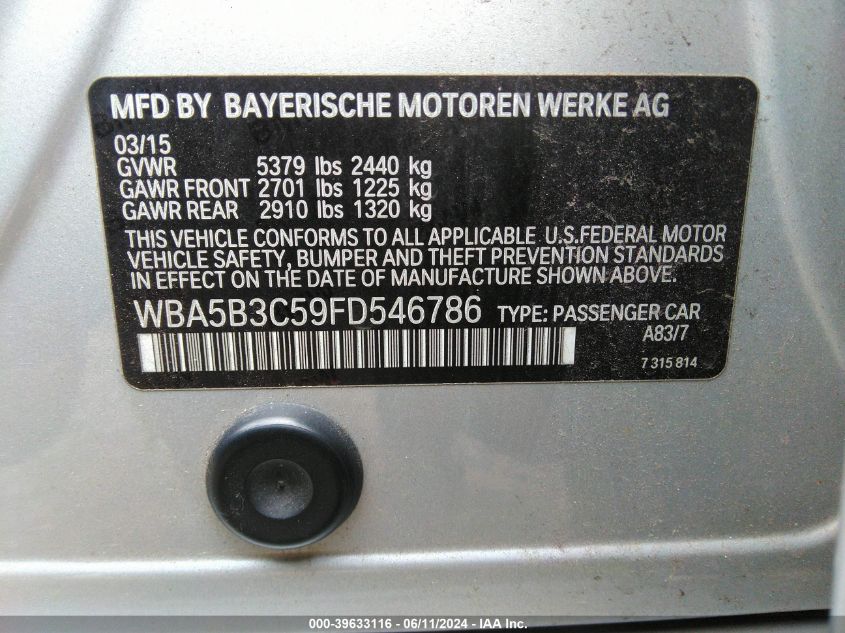 MFD BY BAYERISCHE MOTOREN WERKE AG
03/15
GVWR 5379 lbs 2440 kg
GAWR FRONT 2701 lbs 1225 kg
GAWR REAR 2910 lbs 1320 kg
THIS VEHICLE CONFORMS TO ALL APPLICABLE U.S.FEDERAL MOTOR
VEHICLE SAFETY, BUMPER AND THEFT PREVENTION STANDARDS
IN EFFECT ON THE DATE OF MANUFACTURE SHOWN ABOVE.
WBA5B3C59FD546786 TYPE: PASSENGER CAR
A83/7
7 315 814
000-39633116 - 06/11/2024 - IAA Inc.